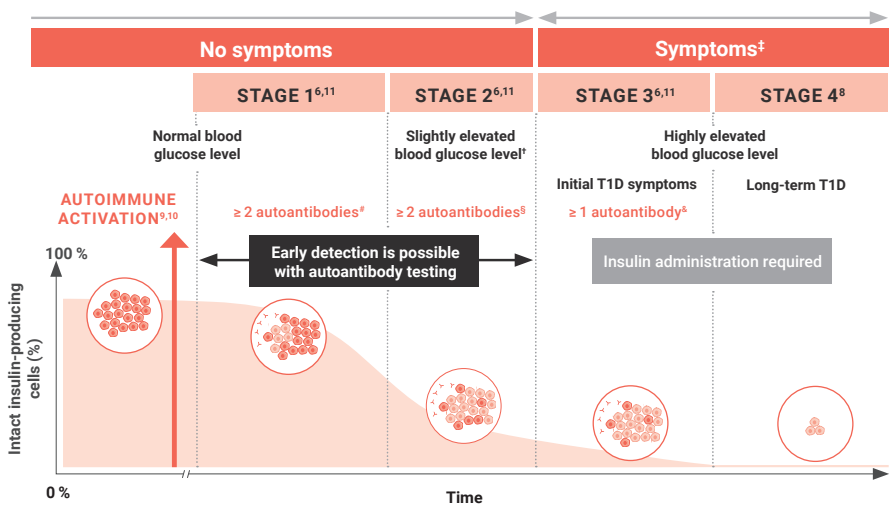 No symptoms
Symptoms‡
STAGE 1⁶,¹¹
STAGE 2⁶,¹¹
STAGE 3⁶,¹¹
STAGE 4⁸
Normal blood
glucose level
Slightly elevated
blood glucose level†
Highly elevated
blood glucose level
Initial T1D symptoms
Long-term T1D
AUTOIMMUNE
ACTIVATION⁹,¹⁰
≥ 2 autoantibodies#
≥ 2 autoantibodies§
≥ 1 autoantibody&
100 %
Early detection is possible
with autoantibody testing
Insulin administration required
Intact insulin-producing
cells (%)
0 %
Time